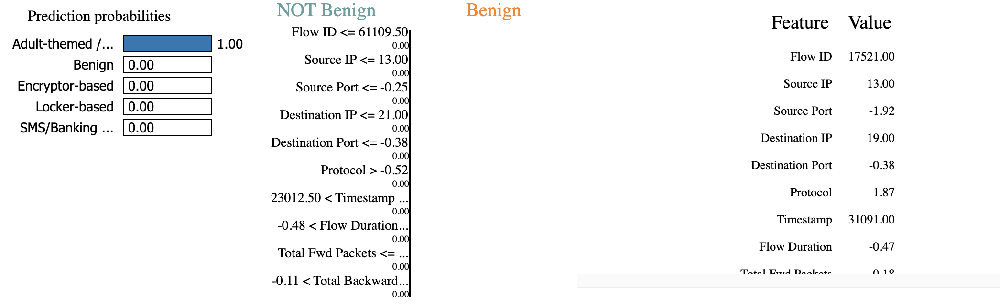 Prediction probabilities
Adult-themed /... 1.00
Benign 0.00
Encryptor-based 0.00
Locker-based 0.00
SMS/Banking ... 0.00
NOT Benign Benign
Flow ID <= 61109.50
0.00
Source IP <= 13.00
0.00
Source Port <= -0.25
0.00
Destination IP <= 21.00
0.00
Destination Port <= -0.38
0.00
Protocol > -0.52
0.00
23012.50 < Timestamp ...
0.00
-0.48 < Flow Duration...
0.00
Total Fwd Packets <= ...
0.00
-0.11 < Total Backward...
0.00
Feature Value
Flow ID 17521.00
Source IP 13.00
Source Port -1.92
Destination IP 19.00
Destination Port -0.38
Protocol 1.87
Timestamp 31091.00
Flow Duration -0.47
Total Fwd Packets